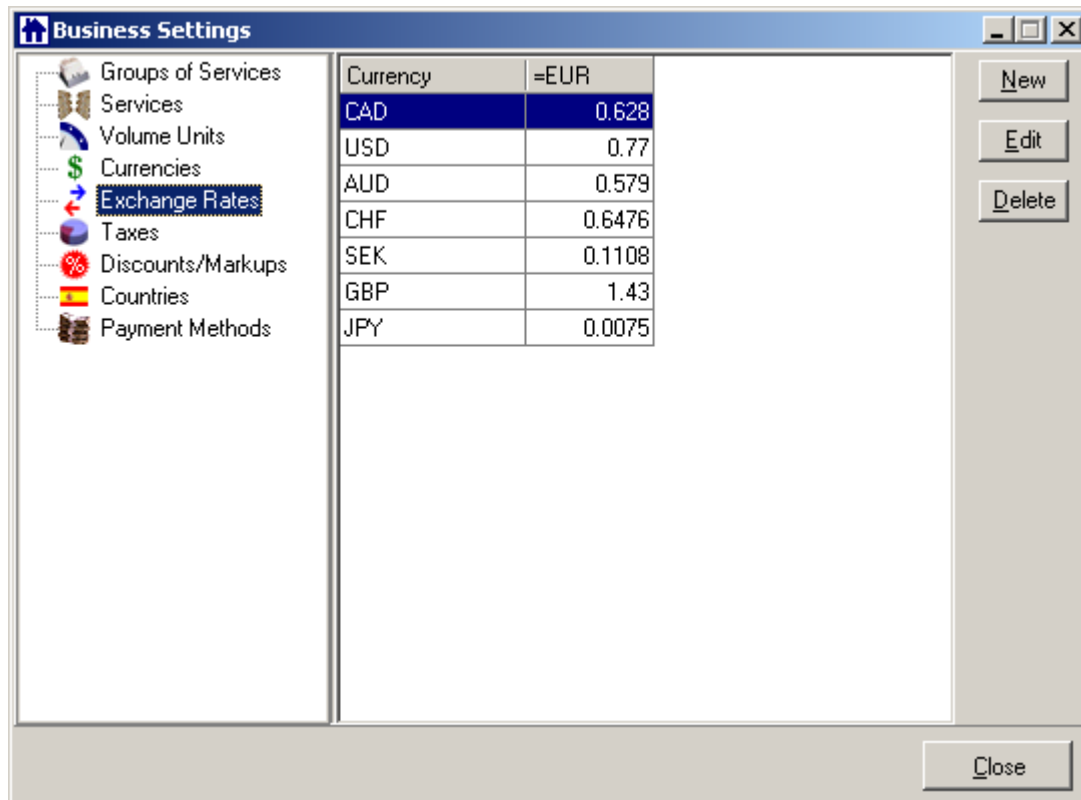 Business Settings
Groups of Services
Services
Volume Units
Currencies
Exchange Rates
Taxes
Discounts/Markups
Countries
Payment Methods
Currency =EUR
CAD 0.628
USD 0.77
AUD 0.579
CHF 0.6476
SEK 0.1108
GBP 1.43
JPY 0.0075
New
Edit
Delete
Close